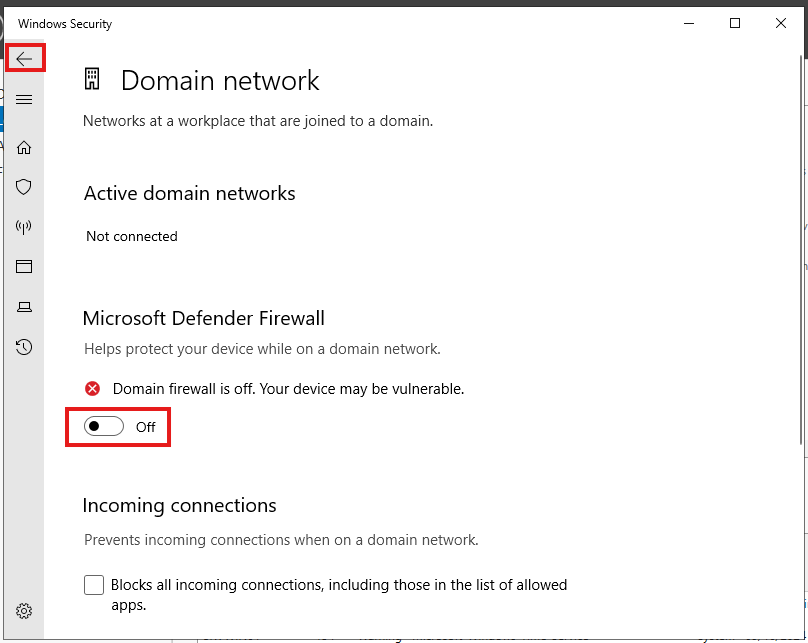 Windows Security
Domain network
Networks at a workplace that are joined to a domain.
Active domain networks
Not connected
Microsoft Defender Firewall
Helps protect your device while on a domain network.
Domain firewall is off. Your device may be vulnerable.
Off
Incoming connections
Prevents incoming connections when on a domain network.
Blocks all incoming connections, including those in the list of allowed
apps.